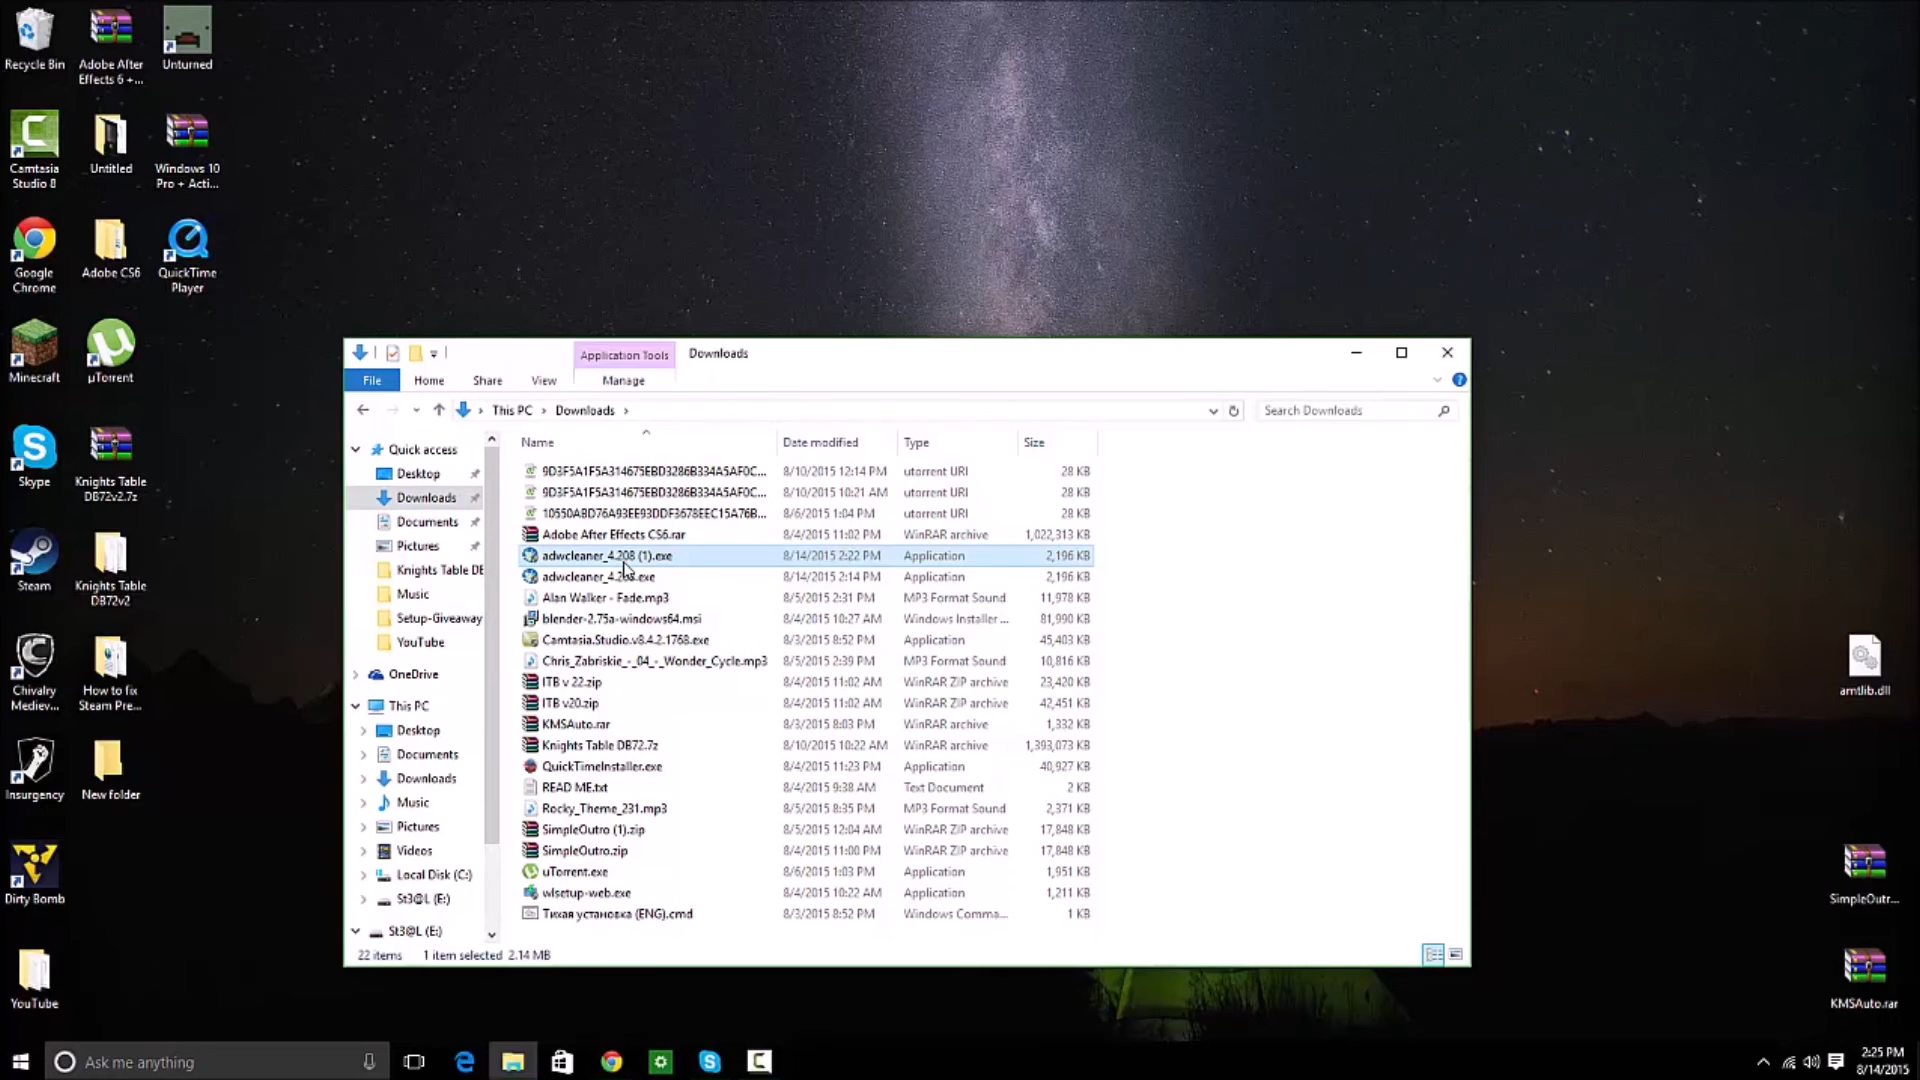 Recycle Bin
Adobe After
Effects 6 +...
Unturned
Camtasia
Studio 8
Untitled
Windows 10
Pro + Acti...
Google
Chrome
Adobe CS6
QuickTime
Player
Minecraft
µTorrent
Skype
Knights Table
DB72v2.7z
Steam
Knights Table
DB72v2
Chivalry
Mediev...
How to fix
Steam Pre...
Insurgency
New folder
Dirty Bomb
YouTube
Application Tools
Downloads
File
Home
Share
View
Manage
This PC
Downloads
Search Downloads
Quick access
Desktop
Downloads
Documents
Pictures
Knights Table DB
Music
Setup-Giveaway
YouTube
OneDrive
This PC
Desktop
Documents
Downloads
Music
Pictures
Videos
Local Disk (C:)
St3@L (E:)
St3@L (E:)
Name Date modified Type Size
9D3F5A1F5A314675EBD3286B334A5AF0C... 8/10/2015 12:14 PM utorrent URI 28 KB
9D3F5A1F5A314675EBD3286B334A5AF0C... 8/10/2015 10:21 AM utorrent URI 28 KB
10550ABD76A93EE93DDF3678EEC15A76B... 8/6/2015 1:04 PM utorrent URI 28 KB
Adobe After Effects CS6.rar 8/4/2015 11:02 PM WinRAR archive 1,022,313 KB
adwcleaner_4.208 (1).exe 8/14/2015 2:22 PM Application 2,196 KB
adwcleaner_4.208.exe 8/14/2015 2:14 PM Application 2,196 KB
Alan Walker - Fade.mp3 8/5/2015 2:31 PM MP3 Format Sound 11,978 KB
blender-2.75a-windows64.msi 8/4/2015 10:27 AM Windows Installer ... 81,990 KB
Camtasia.Studio.v8.4.2.1768.exe 8/3/2015 8:52 PM Application 45,403 KB
Chris_Zabriskie_-_04_-_Wonder_Cycle.mp3 8/5/2015 2:39 PM MP3 Format Sound 10,816 KB
ITB v 22.zip 8/4/2015 11:02 AM WinRAR ZIP archive 23,420 KB
ITB v20.zip 8/4/2015 11:02 AM WinRAR ZIP archive 42,451 KB
KMSAuto.rar 8/3/2015 8:03 PM WinRAR archive 1,332 KB
Knights Table DB72.7z 8/10/2015 10:22 AM WinRAR archive 1,393,073 KB
QuickTimeInstaller.exe 8/4/2015 11:23 PM Application 40,927 KB
READ ME.txt 8/4/2015 9:38 AM Text Document 2 KB
Rocky_Theme_231.mp3 8/5/2015 8:35 PM MP3 Format Sound 2,371 KB
SimpleOutro (1).zip 8/5/2015 12:04 AM WinRAR ZIP archive 17,848 KB
SimpleOutro.zip 8/4/2015 11:00 PM WinRAR ZIP archive 17,848 KB
uTorrent.exe 8/6/2015 1:03 PM Application 1,951 KB
wlsetup-web.exe 8/4/2015 10:22 AM Application 1,211 KB
Тихая установка (ENG).cmd 8/3/2015 8:52 PM Windows Comma... 1 KB
22 items 1 item selected 2.14 MB
amtlib.dll
SimpleOutr...
KMSAuto.rar
Ask me anything
2:25 PM
8/14/2015